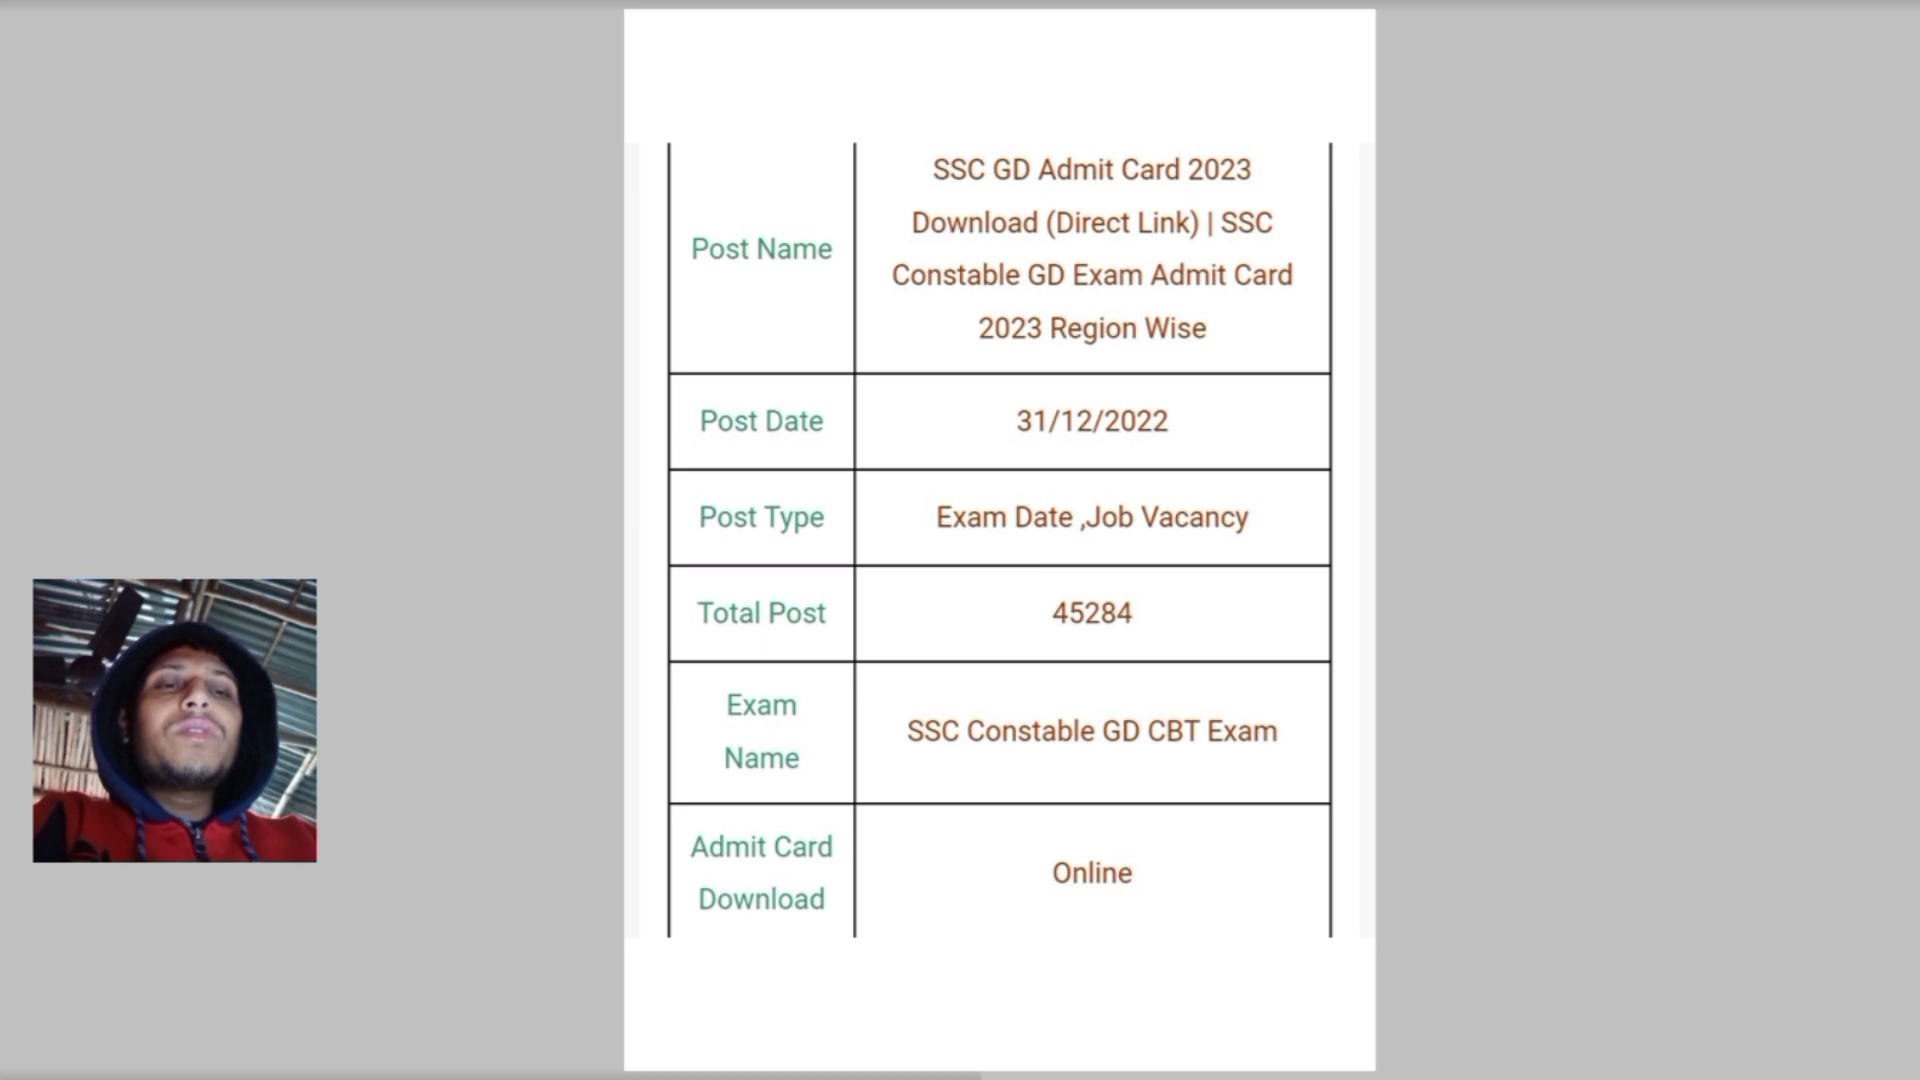 Post Name
SSC GD Admit Card 2023
Download (Direct Link) | SSC
Constable GD Exam Admit Card
2023 Region Wise
Post Date
31/12/2022
Post Type
Exam Date ,Job Vacancy
Total Post
45284
Exam
Name
SSC Constable GD CBT Exam
Admit Card
Download
Online